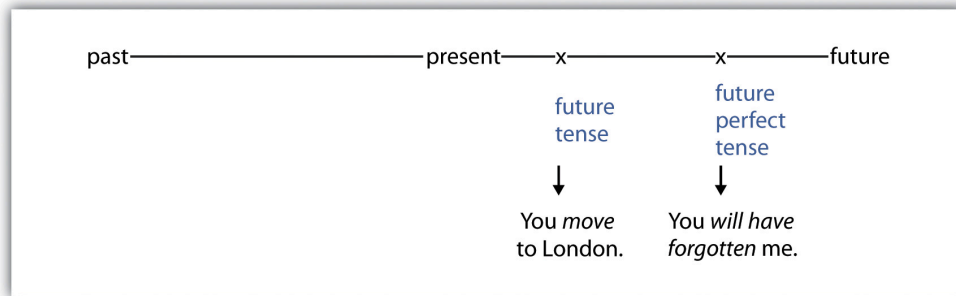 past present x x future
future
tense
future
perfect
tense
You move
to London.
You will have
forgotten me.